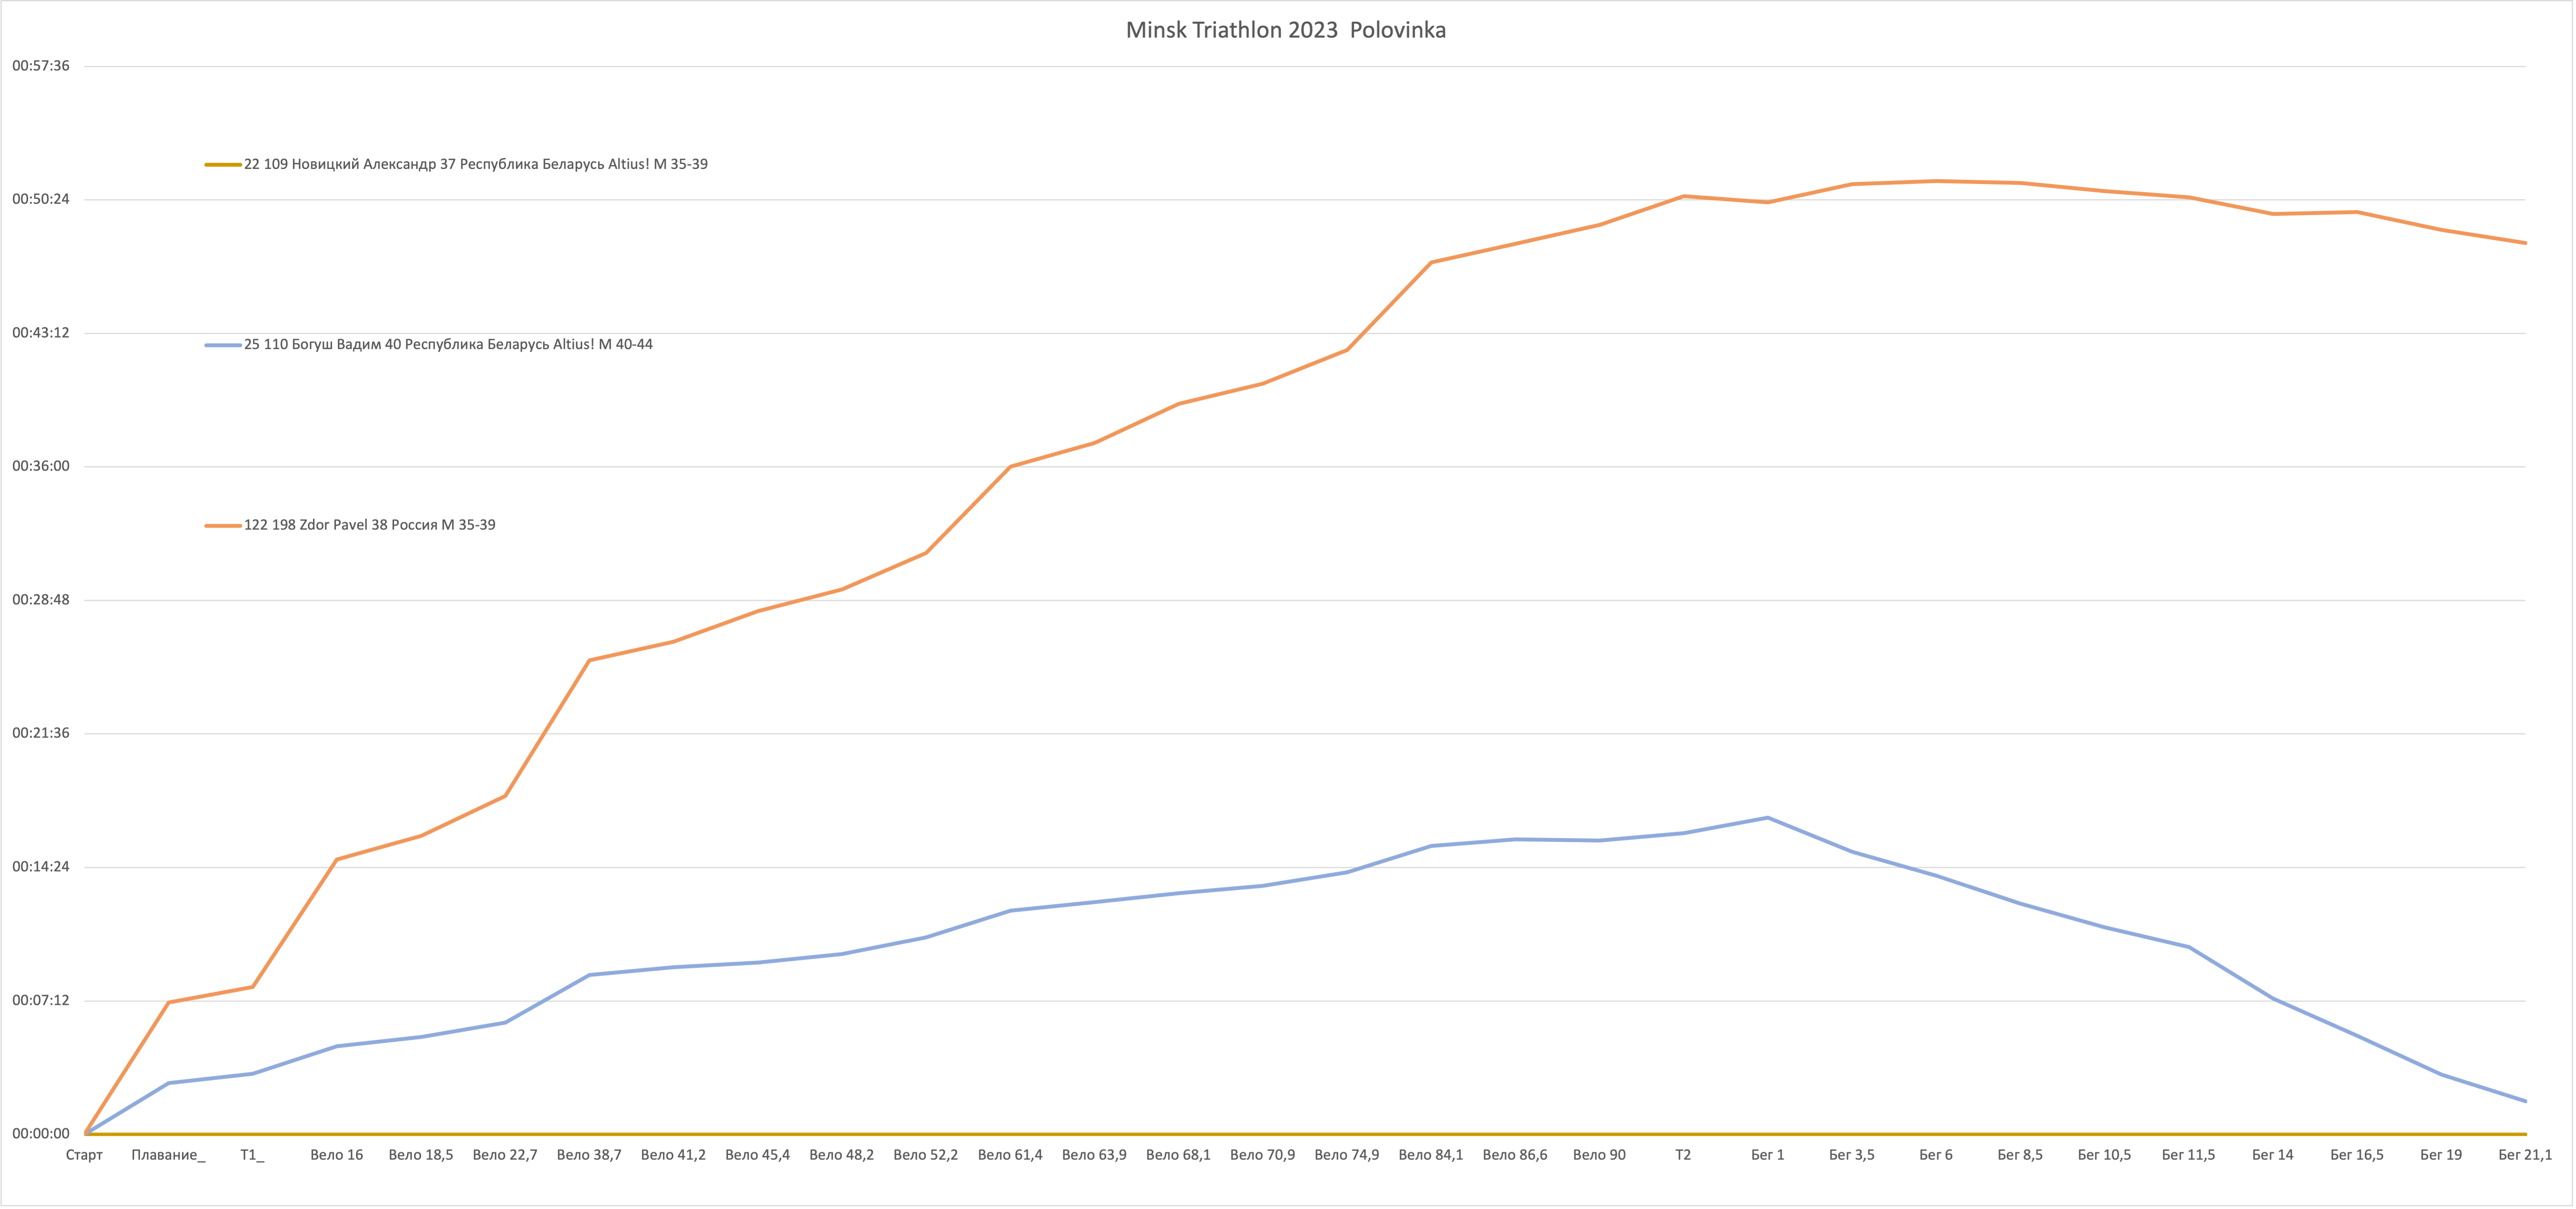 Minsk Triathlon 2023  Polovinka
00:57:36
22 109 Новицкий Александр 37 Республика Беларусь Altius! М 35-39
00:50:24
00:43:12
25 110 Богуш Вадим 40 Республика Беларусь Altius! М 40-44
00:36:00
122 198 Zdor Pavel 38 Россия М 35-39
00:28:48
00:21:36
00:14:24
00:07:12
00:00:00
Старт Плавание_ Т1_ Вело 16 Вело 18,5 Вело 22,7 Вело 38,7 Вело 41,2 Вело 45,4 Вело 48,2 Вело 52,2 Вело 61,4 Вело 63,9 Вело 68,1 Вело 70,9 Вело 74,9 Вело 84,1 Вело 86,6 Вело 90 Т2 Бег 1 Бег 3,5 Бег 6 Бег 8,5 Бег 10,5 Бег 11,5 Бег 14 Бег 16,5 Бег 19 Бег 21,1